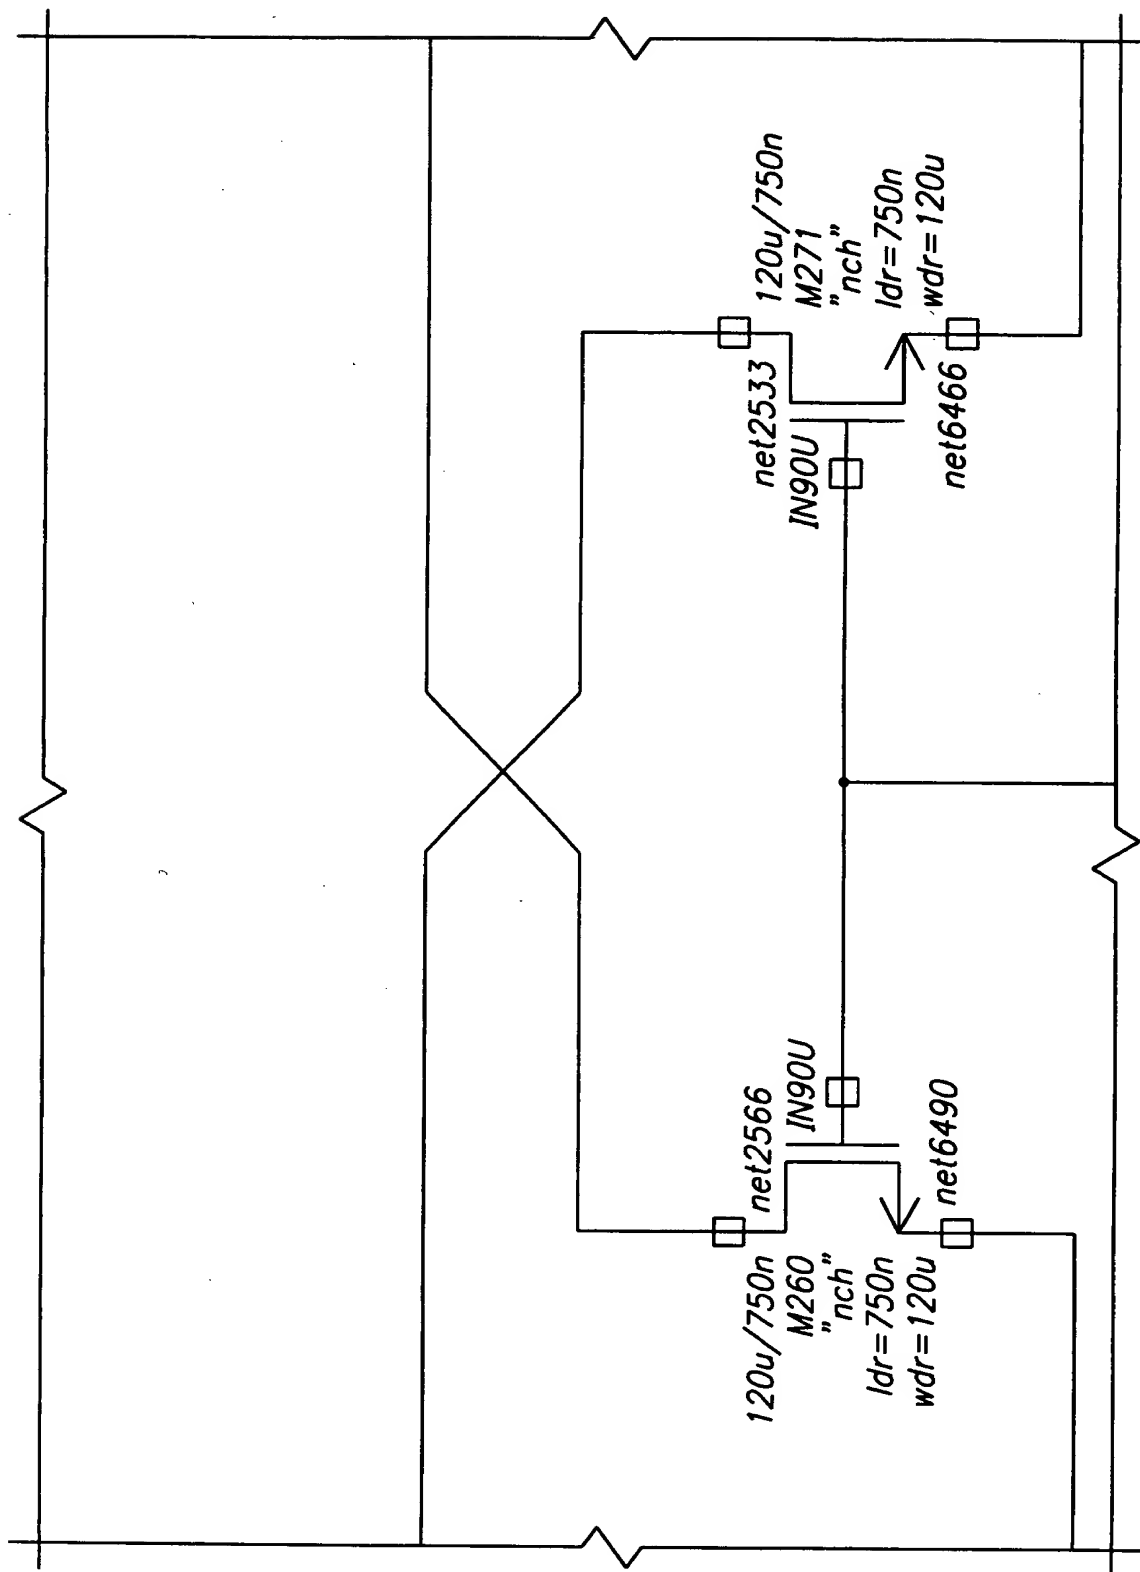 120u/750n
M260
"nch"
ldr=750n
wdr=120u
net2566
IN90U
net6490
net2533
IN90U
net6466
120u/750n
M271
"nch"
ldr=750n
wdr=120u